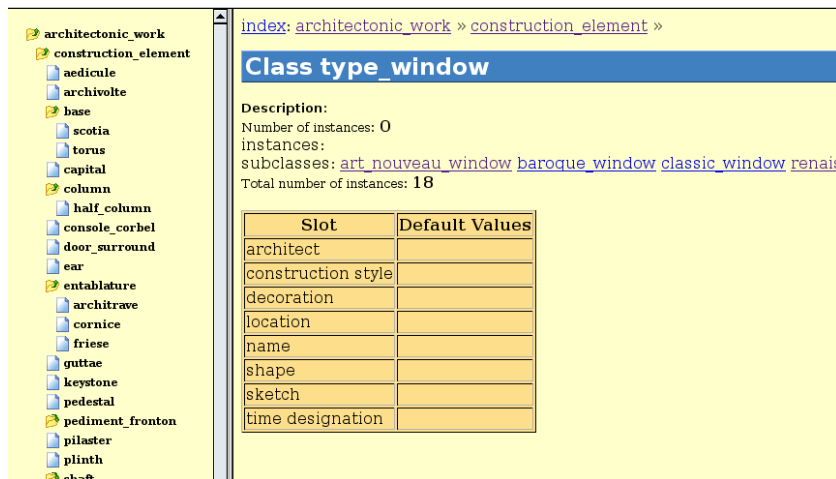 architectonic_work
construction_element
aedicule
archivolte
base
scotia
torus
capital
column
half_column
console_corbel
door_surround
ear
entablature
architrave
cornice
friese
guttae
keystone
pedestal
pediment_fronton
pilaster
plinth
shaft
index: architectonic_work » construction_element »
Class type_window
Description:
Number of instances: 0
instances:
subclasses: art_nouveau_window baroque_window classic_window renais
Total number of instances: 18
Slot Default Values
architect
construction style
decoration
location
name
shape
sketch
time designation